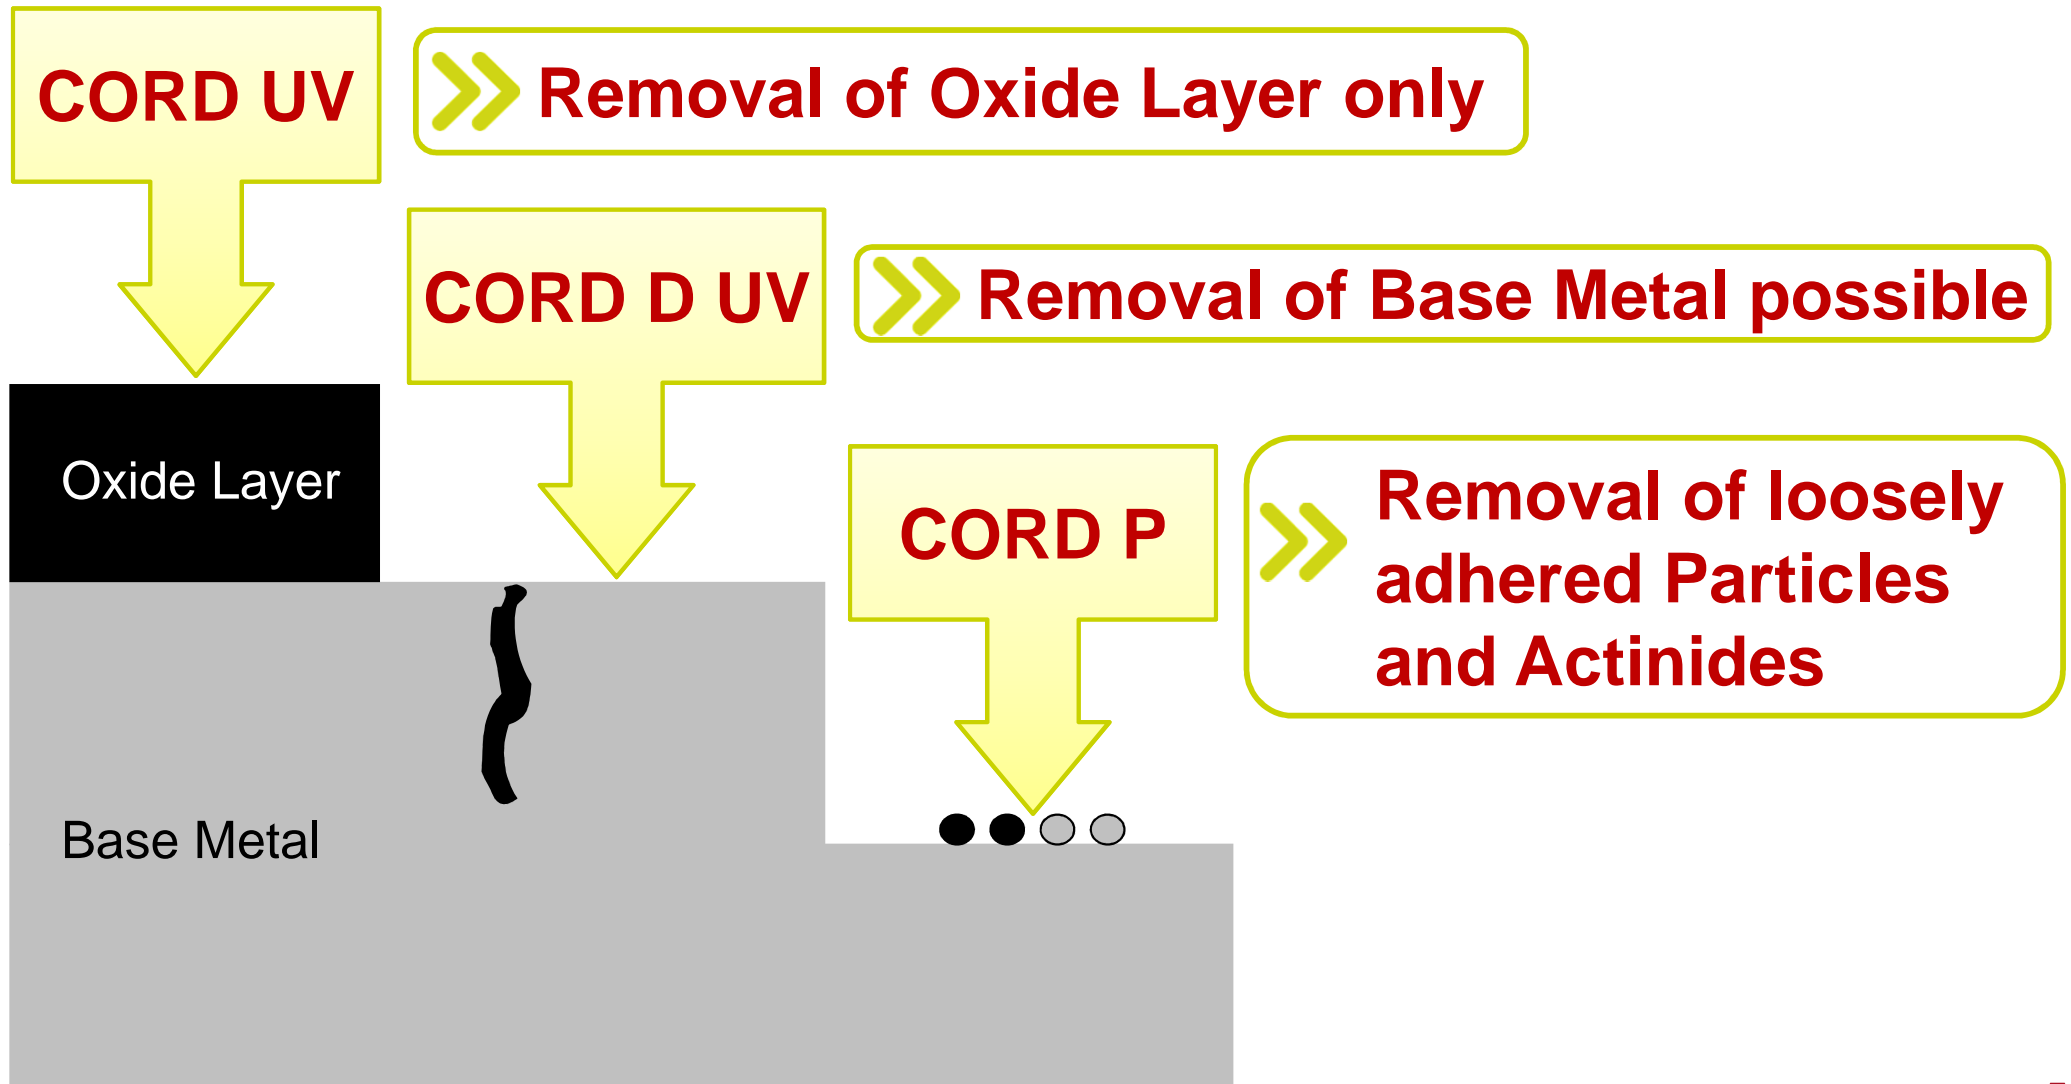 CORD UV
Removal of Oxide Layer only
CORD D UV
Removal of Base Metal possible
Oxide Layer
CORD P
Removal of loosely
adhered Particles
and Actinides
Base Metal